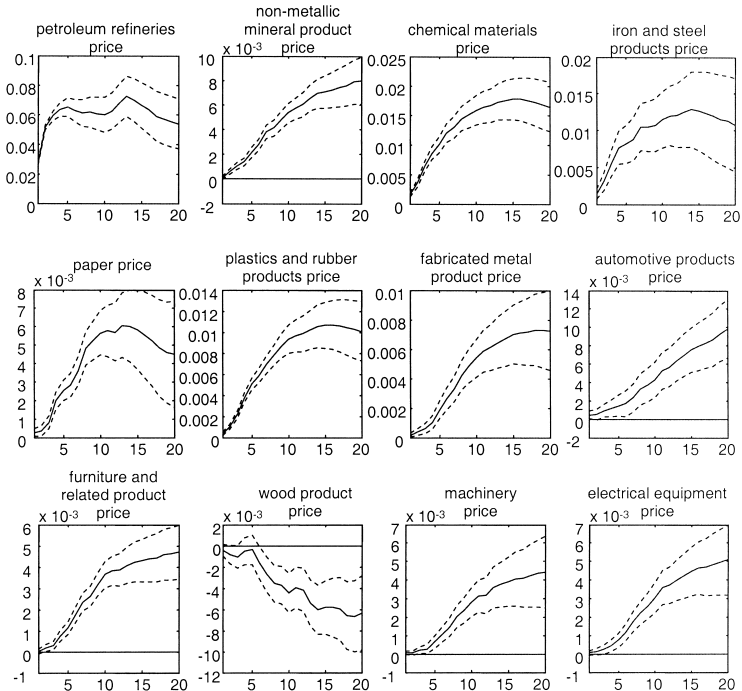 petroleum refineries
price
0.1
0.08
0.06
0.04
0.02
0
5 10 15 20
non-metallic
mineral product
x 10⁻³ price
10
8
6
4
2
0
-2
5 10 15 20
chemical materials
price
0.025
0.02
0.015
0.01
0.005
0
5 10 15 20
iron and steel
products price
0.02
0.015
0.01
0.005
0
5 10 15 20
paper price
x 10⁻³
8
7
6
5
4
3
2
1
0
5 10 15 20
plastics and rubber
products price
0.014
0.012
0.01
0.008
0.006
0.004
0.002
0
5 10 15 20
fabricated metal
product price
0.01
0.008
0.006
0.004
0.002
0
5 10 15 20
automotive products
x 10⁻³ price
14
12
10
8
6
4
2
0
-2
5 10 15 20
furniture and
related product
x 10⁻³ price
6
5
4
3
2
1
0
-1
5 10 15 20
wood product
x 10⁻³ price
2
0
-2
-4
-6
-8
-10
-12
5 10 15 20
machinery
x 10⁻³ price
7
6
5
4
3
2
1
0
-1
5 10 15 20
electrical equipment
x 10⁻³ price
7
6
5
4
3
2
1
0
-1
5 10 15 20